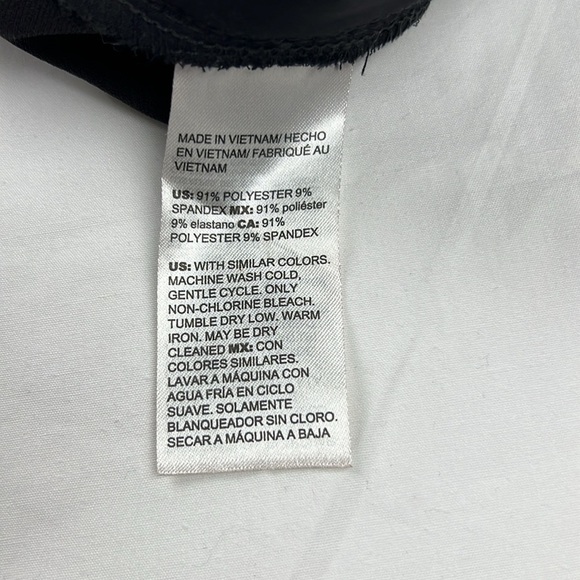 MADE IN VIETNAM/ HECHO
EN VIETNAM/ FABRIQUÉ AU
VIETNAM
US: 91% POLYESTER 9%
SPANDEX MX: 91% poliéster
9% elastano CA: 91%
POLYESTER 9% SPANDEX
US: WITH SIMILAR COLORS.
MACHINE WASH COLD,
GENTLE CYCLE. ONLY
NON-CHLORINE BLEACH.
TUMBLE DRY LOW. WARM
IRON. MAY BE DRY
CLEANED MX: CON
COLORES SIMILARES.
LAVAR A MÁQUINA CON
AGUA FRÍA EN CICLO
SUAVE. SOLAMENTE
BLANQUEADOR SIN CLORO.
SECAR A MÁQUINA A BAJA